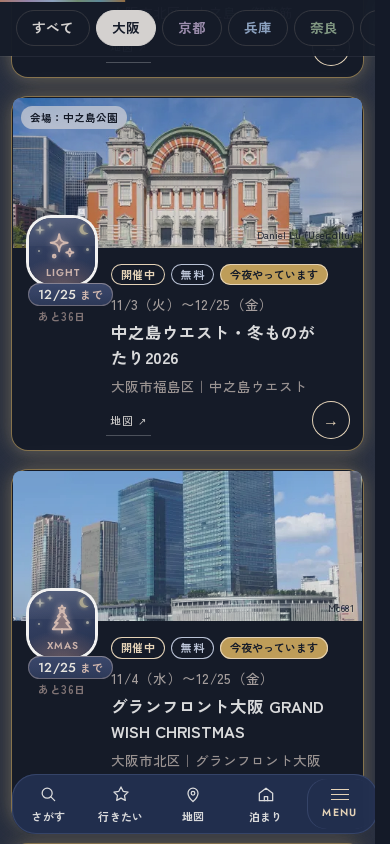 すべて
大阪
京都
兵庫
奈良
会場：中之島公園
LIGHT
12/25 まで
あと36日
開催中
無料
今夜やっています
11/3（火）〜12/25（金）
中之島ウエスト・冬ものが
たり2026
大阪市福島区｜中之島ウエスト
地図 ↗
→
Mc681
XMAS
12/25 まで
あと36日
開催中
無料
今夜やっています
11/4（水）〜12/25（金）
グランフロント大阪 GRAND
WISH CHRISTMAS
大阪市北区｜グランフロント大阪
さがす
行きたい
地図
泊まり
MENU